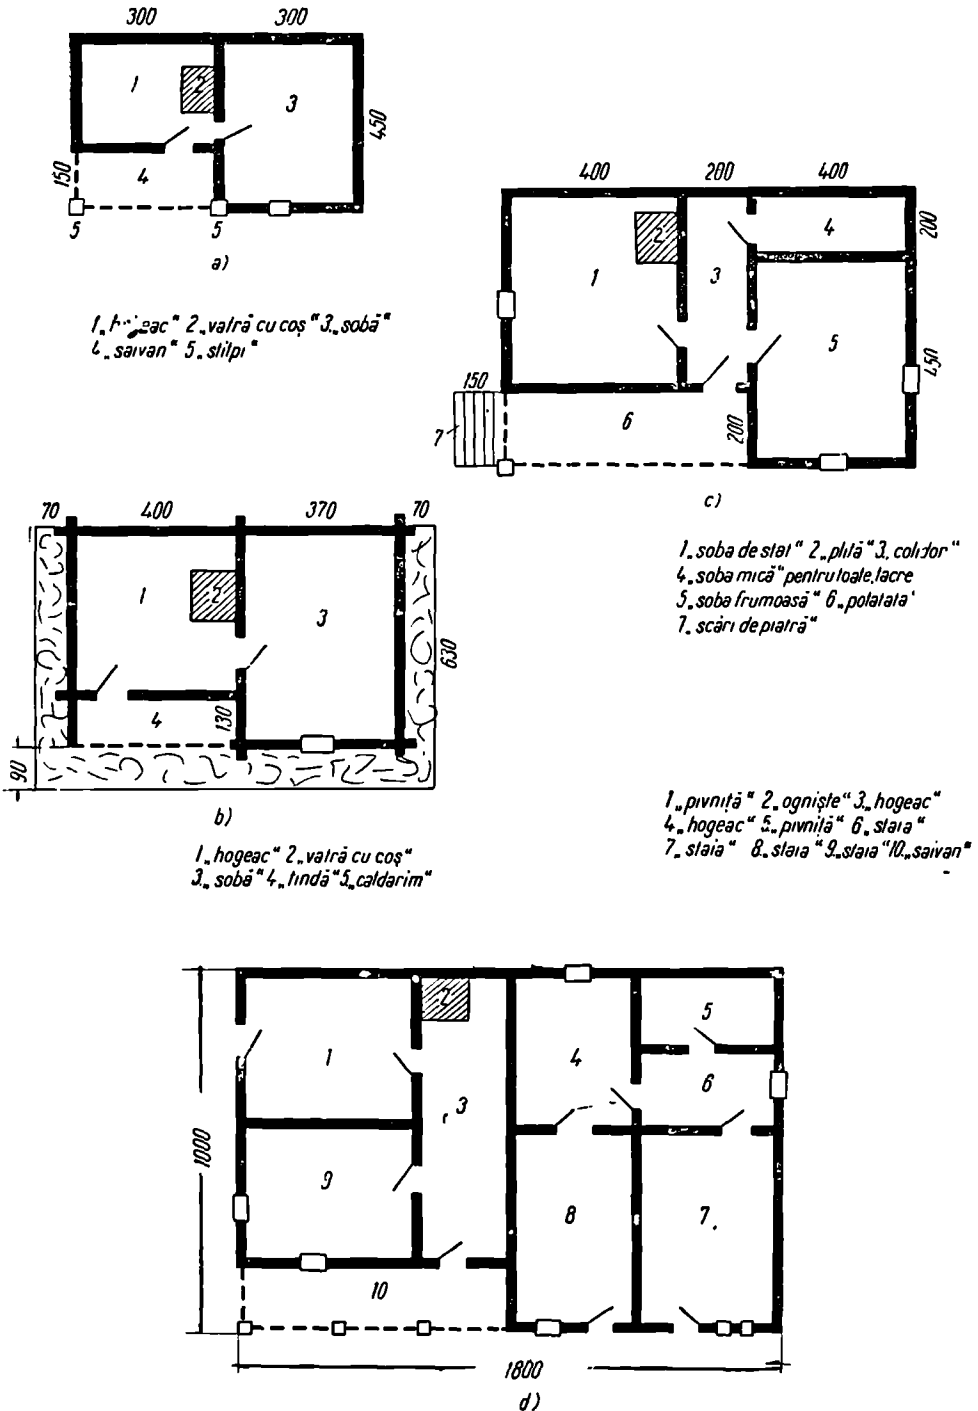 300 300
1 2 3
450
150 4
5 5
a)
1„ 2„vatră cu coș“ 3„sobă“
4„saivan“ 5„stîlpi“
400 200 400
2 4 200
1 3
5 450
150
7 6 200
c)
1„soba de stat“ 2„plită“ 3„colidor“
4„soba mică“ pentru toale, lacre
5„soba frumoasă“ 6„polatata“
7„scări de piatră“
70 400 370 70
1 2 3
630
4 130
90
b)
1„hogeac“ 2„vatră cu coș“
3„sobă“ 4„tindă“ 5„caldarim“
1„pivniță“ 2„ogniște“ 3„hogeac“
4„hogeac“ 5„pivniță“ 6„staia“
7„staia“ 8„staia“ 9„staia“ 10„saivan“
2 5
1 4 6
3
1000
9 8 7
10
1800
d)